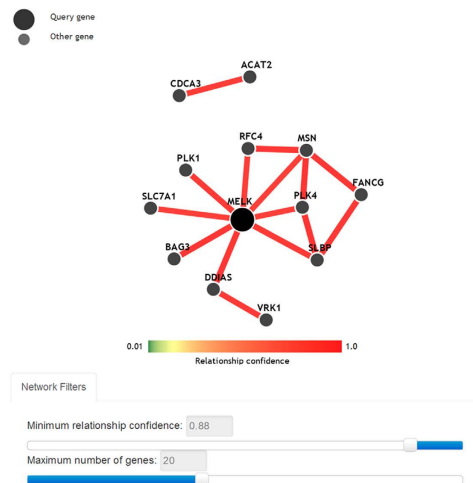 Query gene
Other gene
ACAT2
CDCA3
RFC4
MSN
PLK1
FANCG
SLC7A1
MELK
PLK4
BAG3
SLBP
DDIAS
VRK1
0.01 1.0
Relationship confidence
Network Filters
Minimum relationship confidence: 0.88
Maximum number of genes: 20